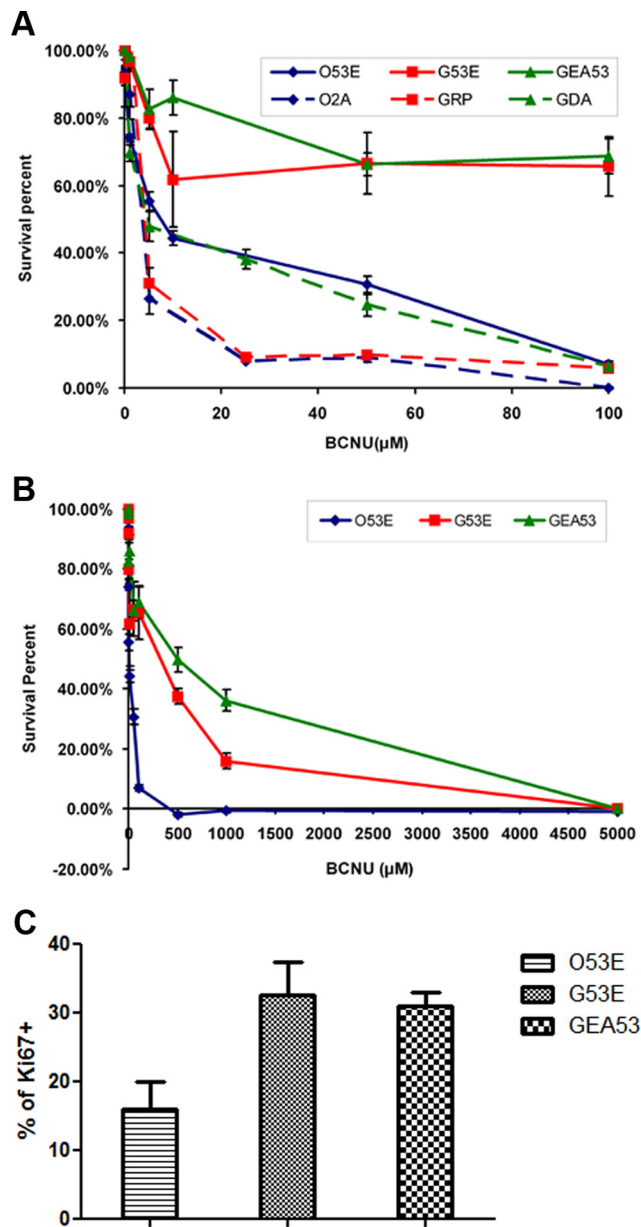 A
O53E G53E GEA53
O2A GRP GDA
Survival percent
100.00%
80.00%
60.00%
40.00%
20.00%
0.00%
0 20 40 60 80 100
BCNU(µM)
B
O53E G53E GEA53
Survival Percent
100.00%
80.00%
60.00%
40.00%
20.00%
0.00%
-20.00%
0 500 1000 1500 2000 2500 3000 3500 4000 4500 5000
BCNU (µM)
C
% of Ki67+
40
30
20
10
0
O53E
G53E
GEA53